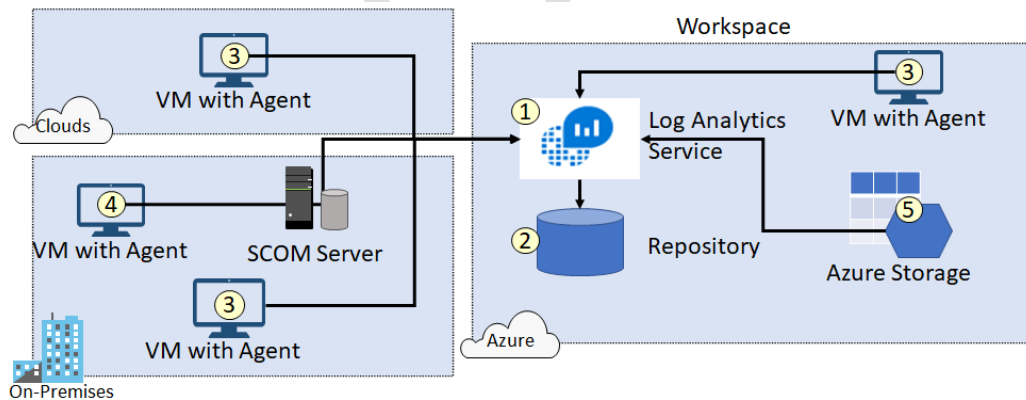 Workspace
3
VM with Agent
Clouds
3
VM with Agent
1
Log Analytics
Service
4
VM with Agent
SCOM Server
5
2
Repository
Azure Storage
3
VM with Agent
Azure
On-Premises